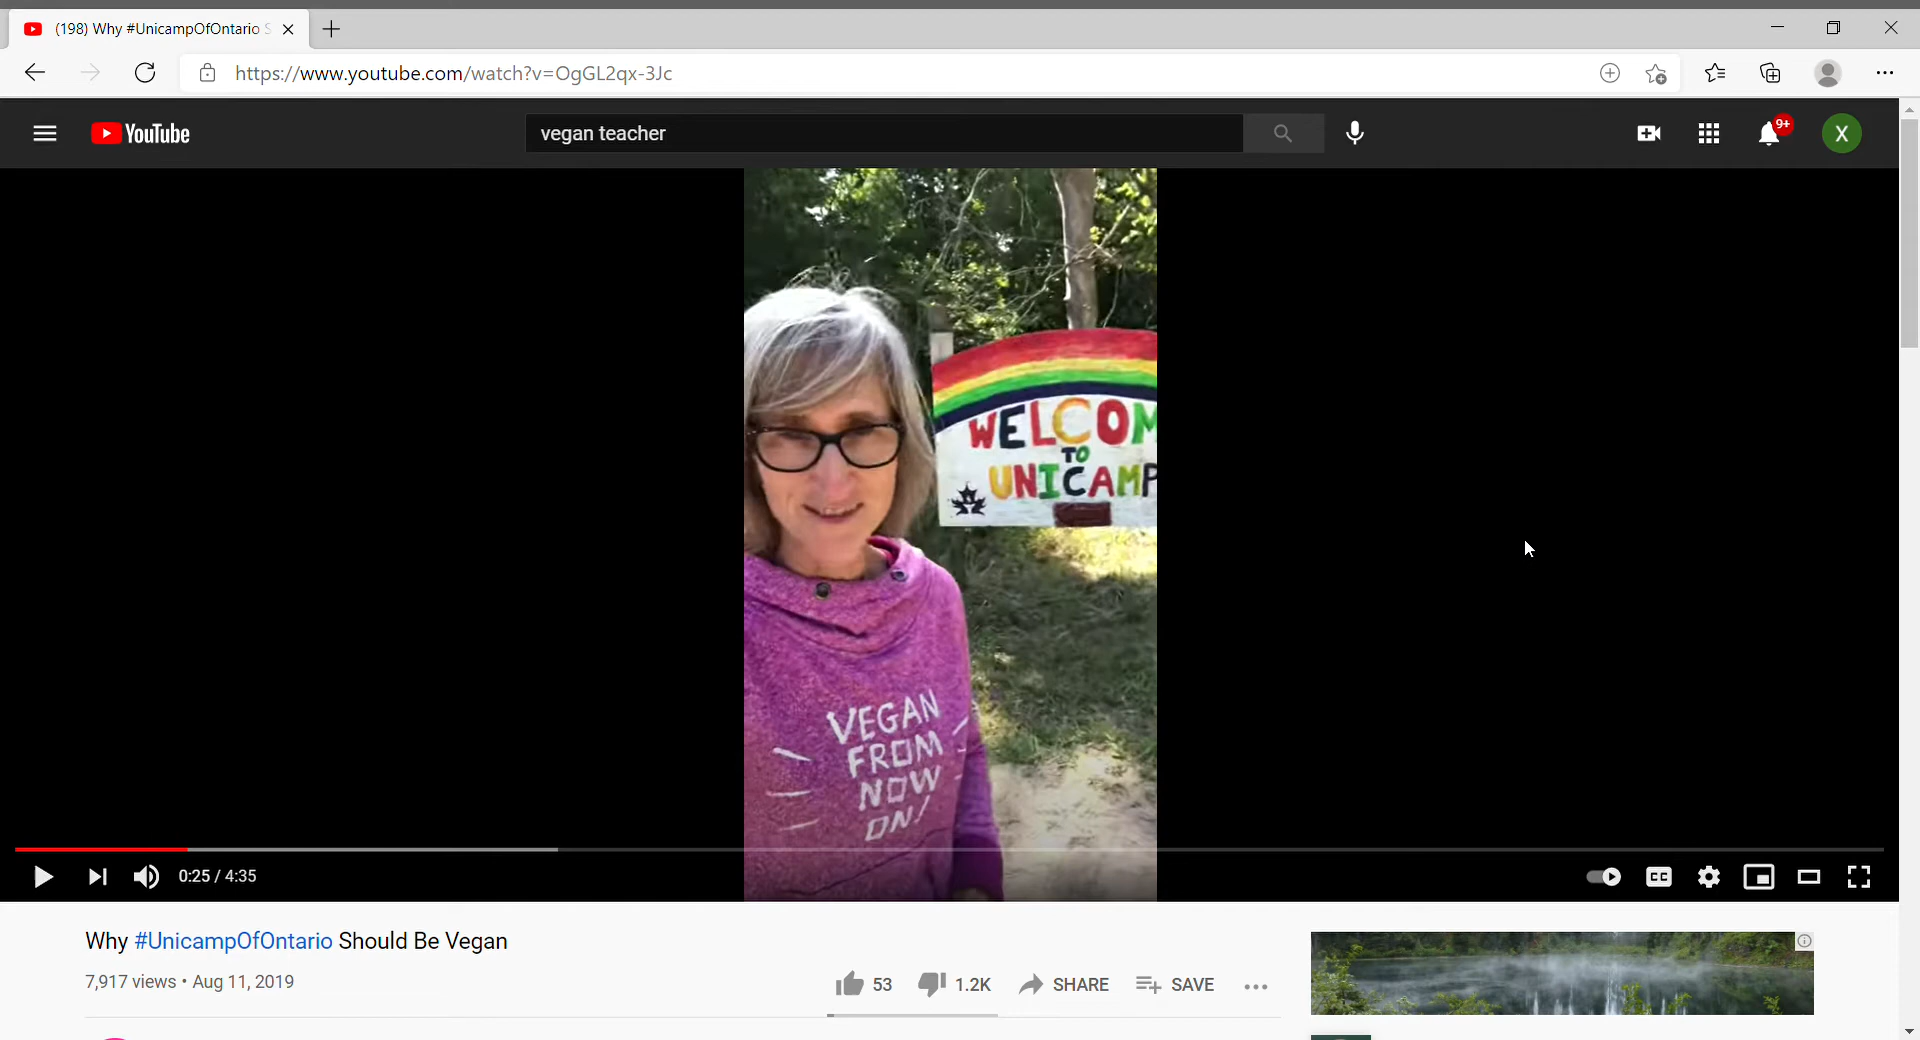 (198) Why #UnicampOfOntario S
https://www.youtube.com/watch?v=OgGL2qx-3Jc
YouTube
vegan teacher
9+
X
WELCOM
TO
UNICAMP
VEGAN
FROM
NOW
ON!
0:25 / 4:35
CC
Why #UnicampOfOntario Should Be Vegan
7,917 views • Aug 11, 2019
53
1.2K
SHARE
SAVE